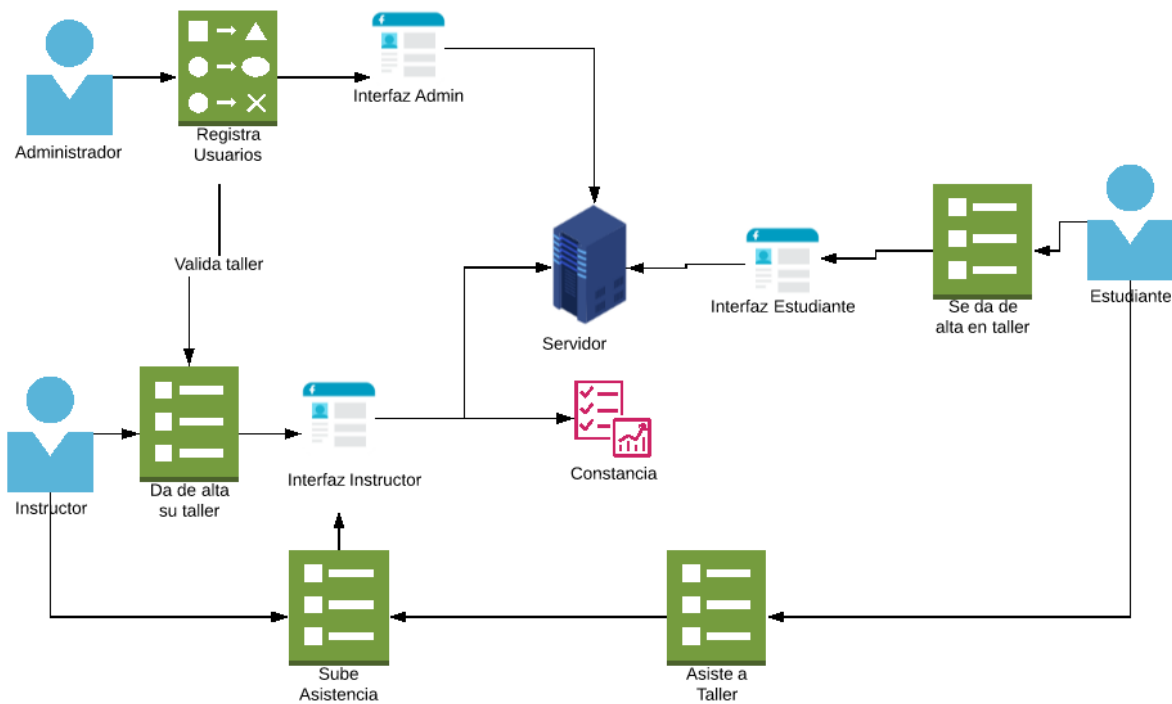 Registra
Usuarios
Interfaz Admin
Administrador
Valida taller
Interfaz Estudiante
Se da de
alta en taller
Estudiante
Servidor
Interfaz Instructor
Constancia
Instructor
Da de alta
su taller
Sube
Asistencia
Asiste a
Taller